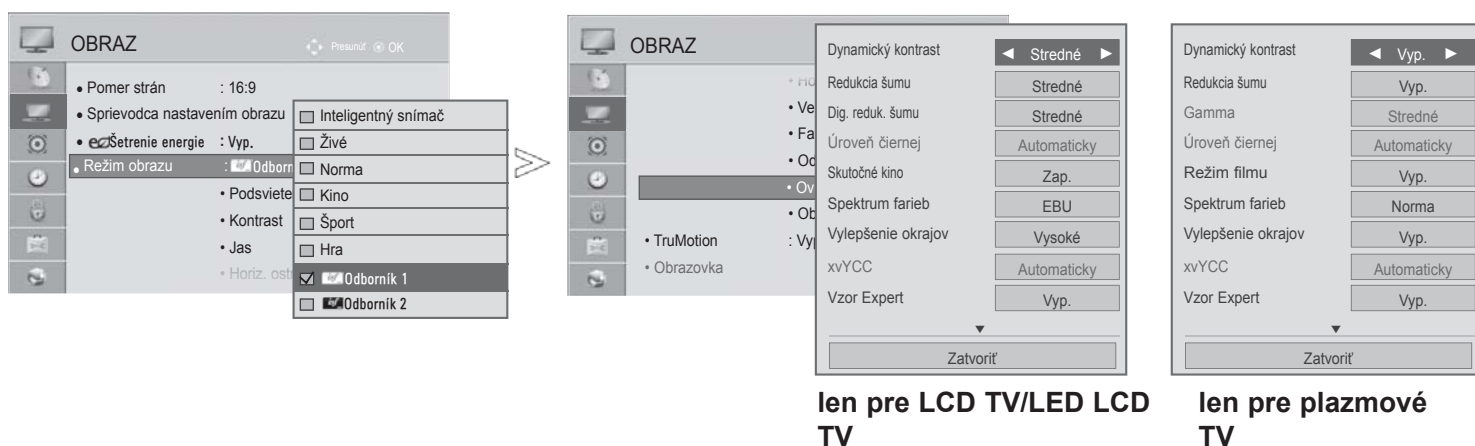 OBRAZ
Presunúť OK
• Pomer strán : 16:9
• Sprievodca nastavením obrazu
• eco Šetrenie energie : Vyp.
• Režim obrazu : Odborn
• Podsviete
• Kontrast
• Jas
• Horiz. ost
Inteligentný snímač
Živé
Norma
Kino
Šport
Hra
Odborník 1
Odborník 2
OBRAZ
• Ho
• Ve
• Fa
• Od
• Ov
• Ob
• TruMotion : Vyp
• Obrazovka
Dynamický kontrast ◄ Stredné ►
Redukcia šumu Stredné
Dig. reduk. šumu Stredné
Úroveň čiernej Automaticky
Skutočné kino Zap.
Spektrum farieb EBU
Vylepšenie okrajov Vysoké
xvYCC Automaticky
Vzor Expert Vyp.
▼
Zatvoriť
len pre LCD TV/LED LCD
TV
Dynamický kontrast ◄ Vyp. ►
Redukcia šumu Vyp.
Gamma Stredné
Úroveň čiernej Automaticky
Režim filmu Vyp.
Spektrum farieb Norma
Vylepšenie okrajov Vyp.
xvYCC Automaticky
Vzor Expert Vyp.
▼
Zatvoriť
len pre plazmové
TV